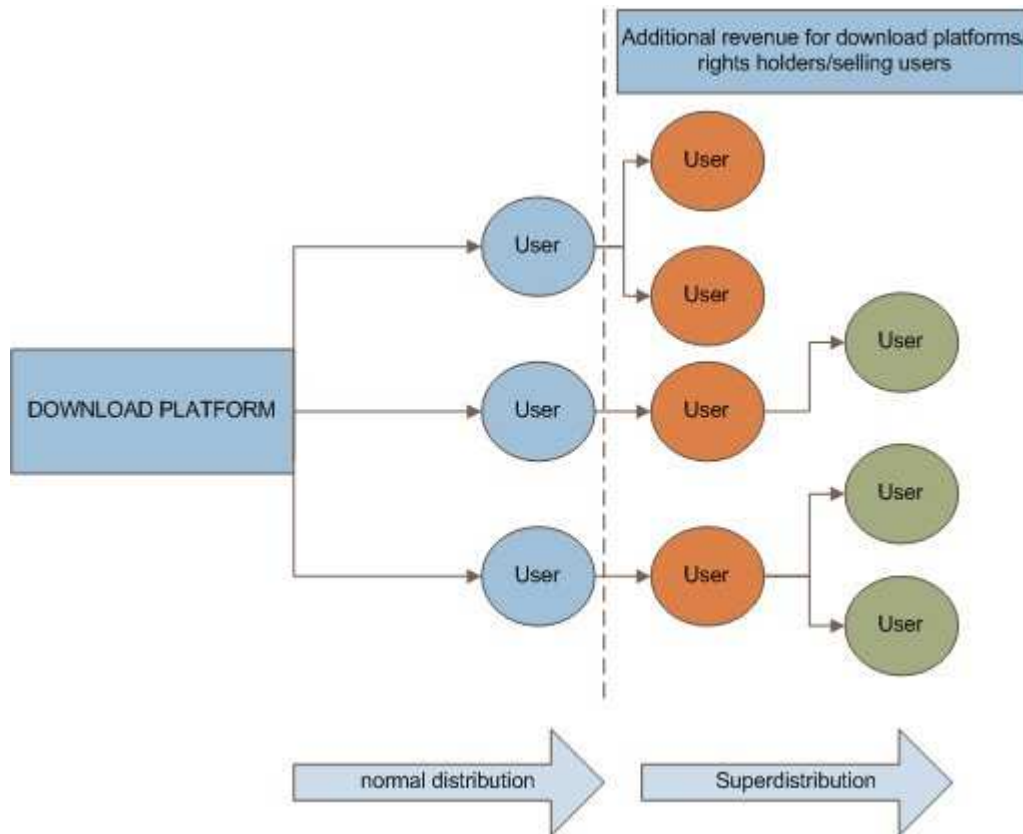 Additional revenue for download platforms/
rights holders/selling users
User
User
User
User
User
DOWNLOAD PLATFORM
User
User
User
User
User
User
normal distribution
Superdistribution